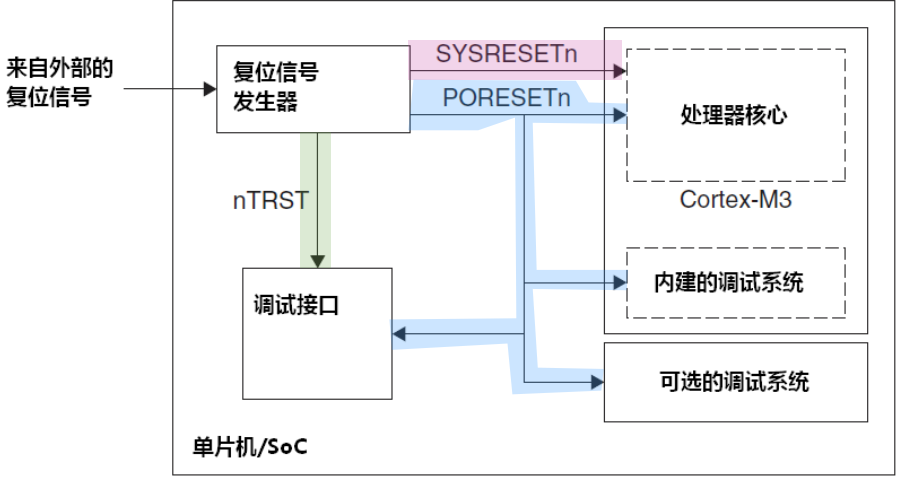 来自外部的
复位信号
复位信号
发生器
SYSRESETn
PORESETn
处理器核心
nTRST
Cortex-M3
调试接口
内建的调试系统
可选的调试系统
单片机/SoC